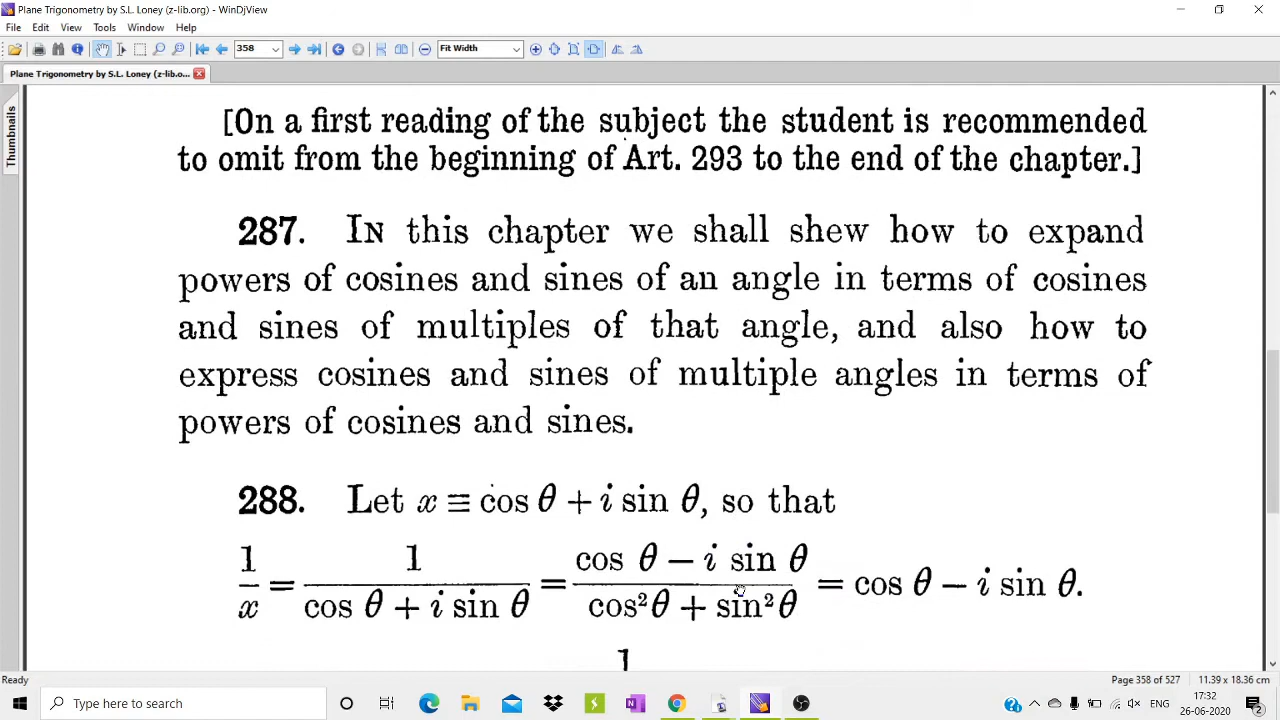 Plane Trigonometry by S.L. Loney (z-lib.org) - WinDjView
File Edit View Tools Window Help
358 Fit Width
Plane Trigonometry by S.L. Loney (z-lib.o...
Thumbnails
[On a first reading of the subject the student is recommended
to omit from the beginning of Art. 293 to the end of the chapter.]
287. In this chapter we shall shew how to expand
powers of cosines and sines of an angle in terms of cosines
and sines of multiples of that angle, and also how to
express cosines and sines of multiple angles in terms of
powers of cosines and sines.
288. Let x ≡ cos θ + i sin θ, so that
1/x = 1/(cos θ + i sin θ) = (cos θ − i sin θ)/(cos²θ + sin²θ) = cos θ − i sin θ.
1
Ready Page 358 of 527 11.39 x 18.36 cm
Type here to search ENG 17:32
26-06-2020 2